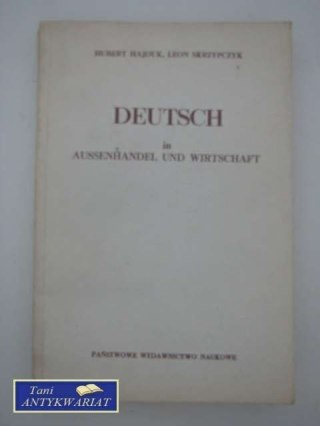 HUBERT HAJDUK, LEON SKRZYPCZYK
DEUTSCH
in
AUSSENHANDEL UND WIRTSCHAFT
PAŃSTWOWE WYDAWNICTWO NAUKOWE
Tani
ANTYKWARIAT